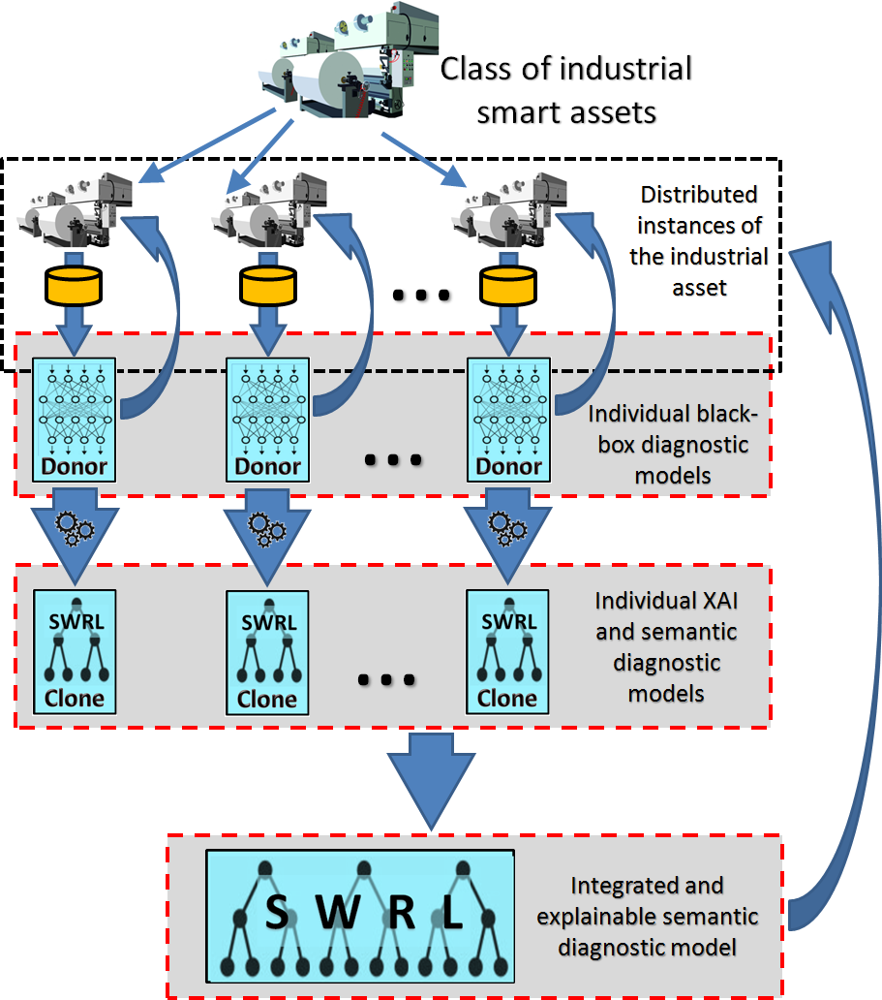 Class of industrial
smart assets
Distributed
instances of
the industrial
asset
...
Donor
Donor
Donor
...
Individual black-
box diagnostic
models
SWRL
Clone
SWRL
Clone
SWRL
Clone
...
Individual XAI
and semantic
diagnostic
models
S W R L
Integrated and
explainable semantic
diagnostic model